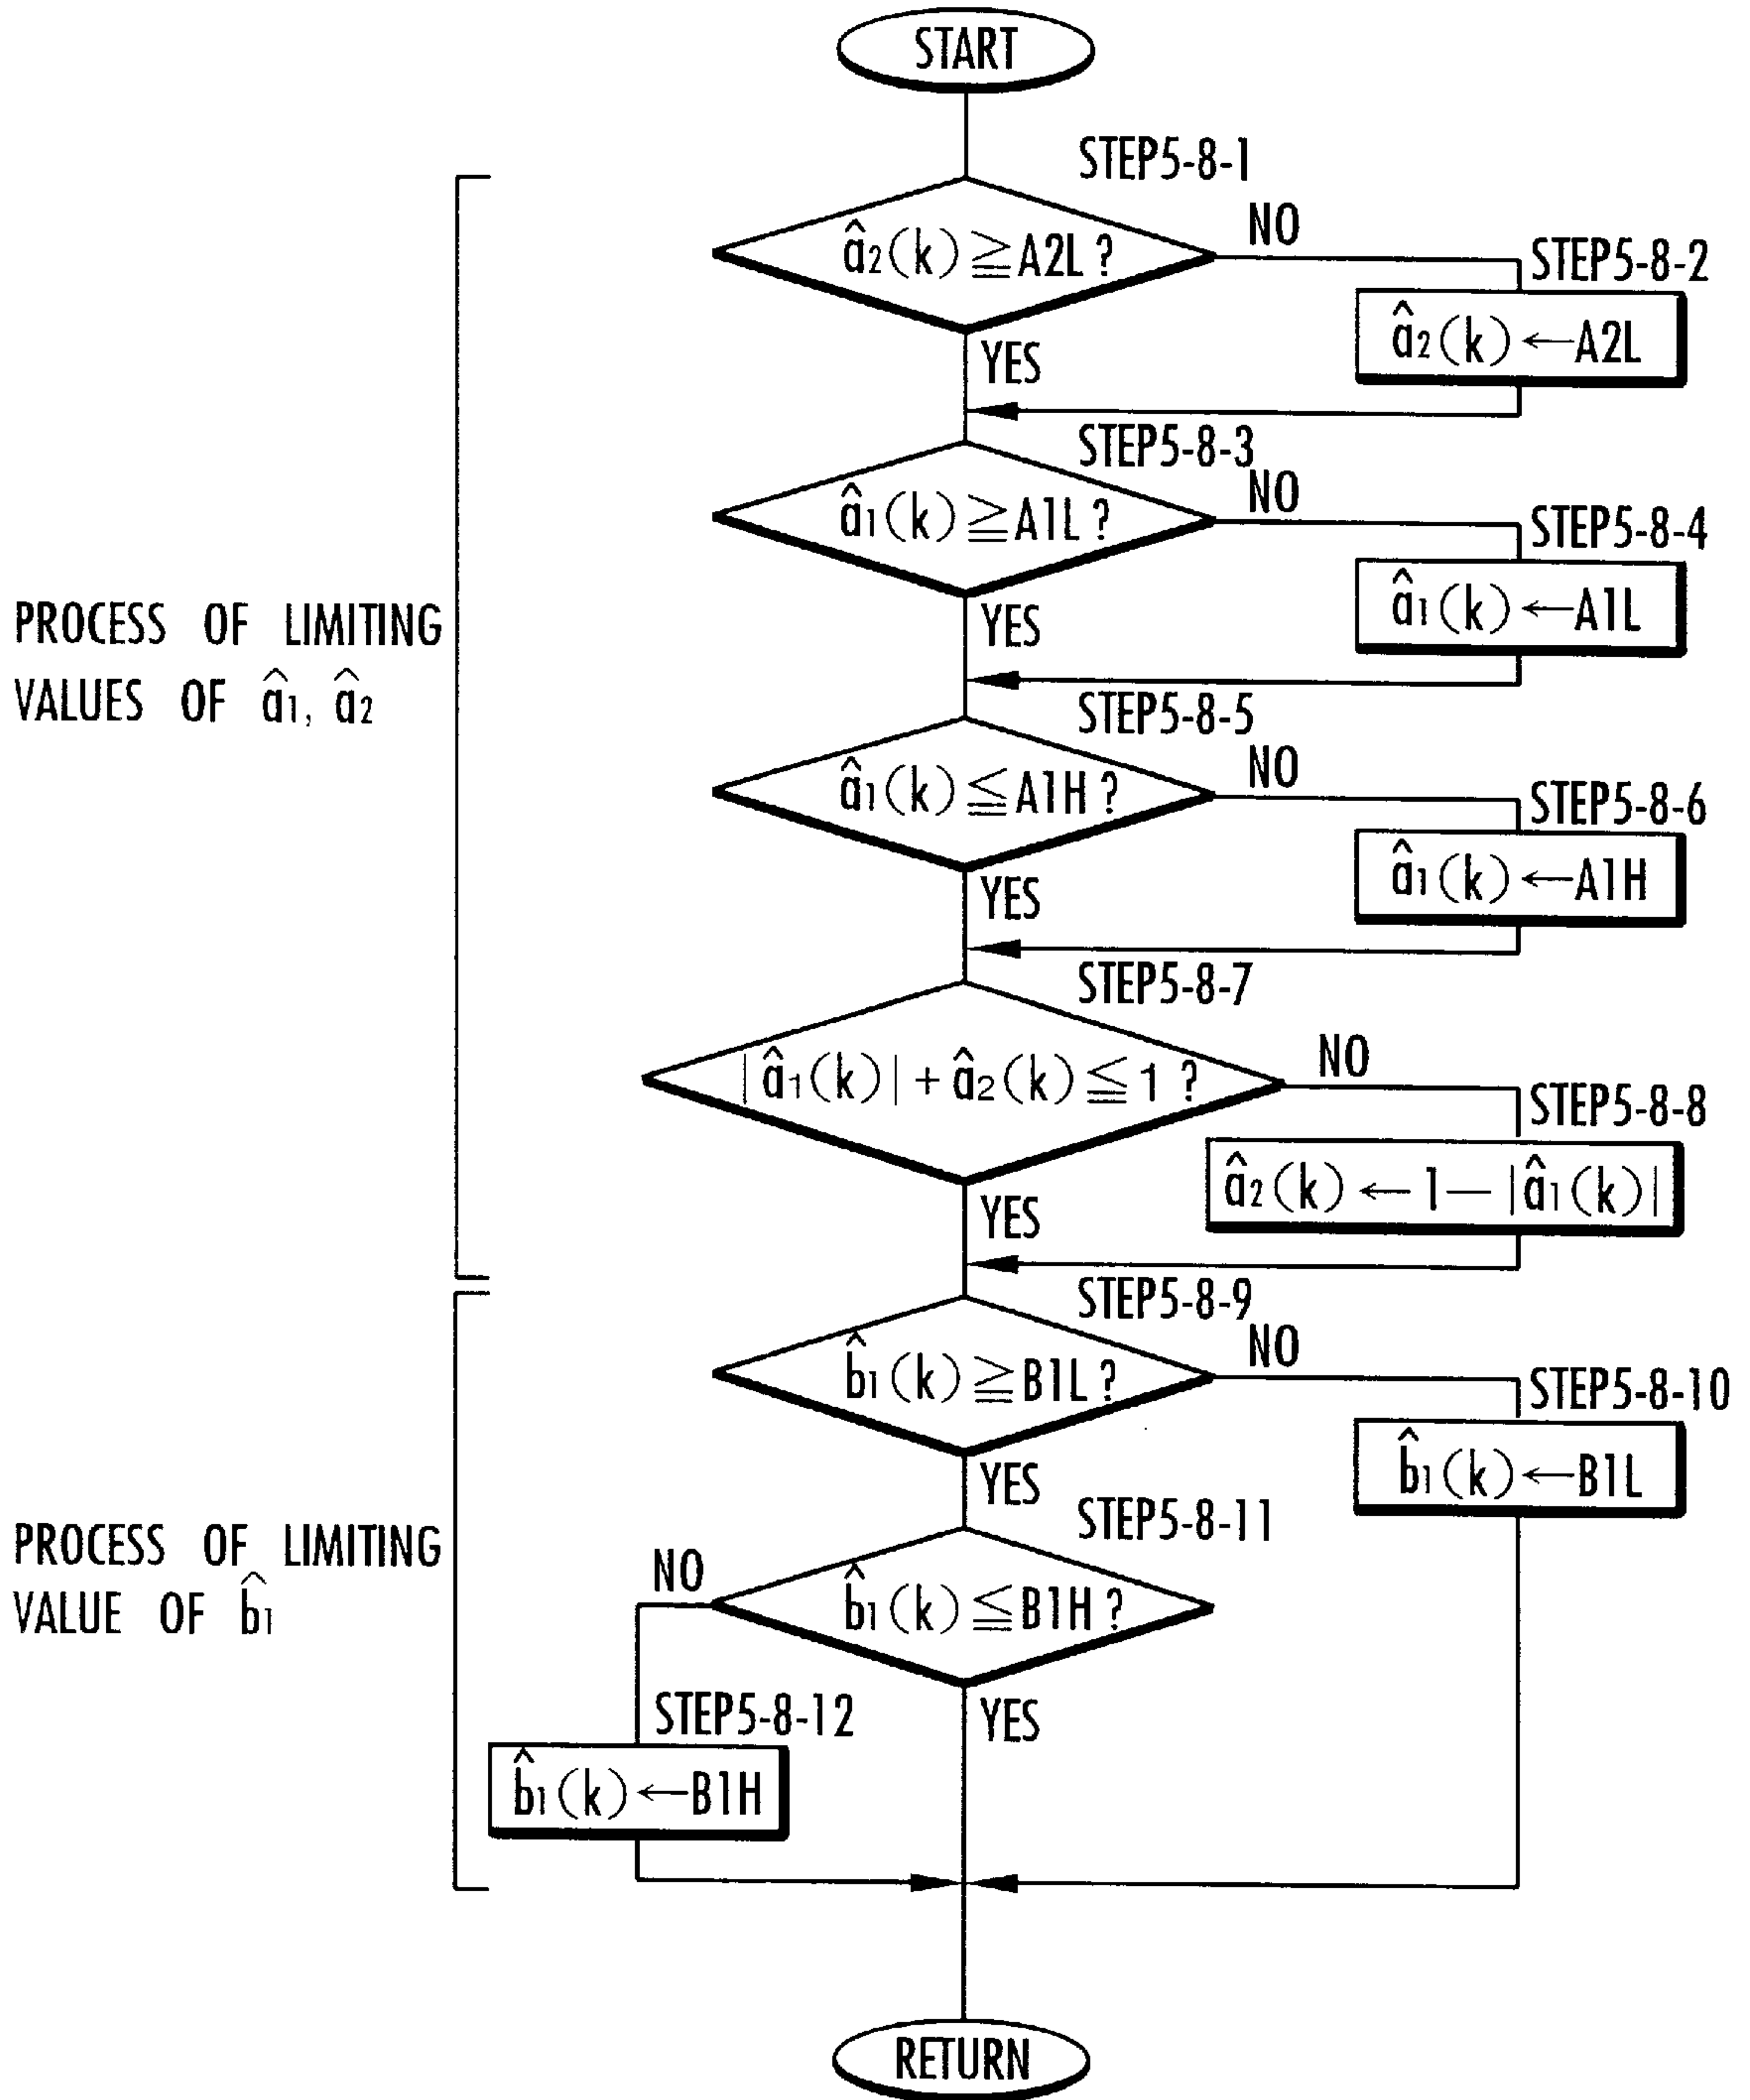 START
STEP5-8-1
â₂(k) ≧ A2L ?
NO
STEP5-8-2
â₂(k) ← A2L
YES
STEP5-8-3
â₁(k) ≧ A1L ?
NO
STEP5-8-4
â₁(k) ← A1L
YES
PROCESS OF LIMITING
VALUES OF â₁, â₂
STEP5-8-5
â₁(k) ≦ A1H ?
NO
STEP5-8-6
â₁(k) ← A1H
YES
STEP5-8-7
|â₁(k)| + â₂(k) ≦ 1 ?
NO
STEP5-8-8
â₂(k) ← 1 — |â₁(k)|
YES
STEP5-8-9
b̂₁(k) ≧ B1L ?
NO
STEP5-8-10
b̂₁(k) ← B1L
YES
PROCESS OF LIMITING
VALUE OF b̂₁
STEP5-8-11
b̂₁(k) ≦ B1H ?
NO
STEP5-8-12
b̂₁(k) ← B1H
YES
RETURN